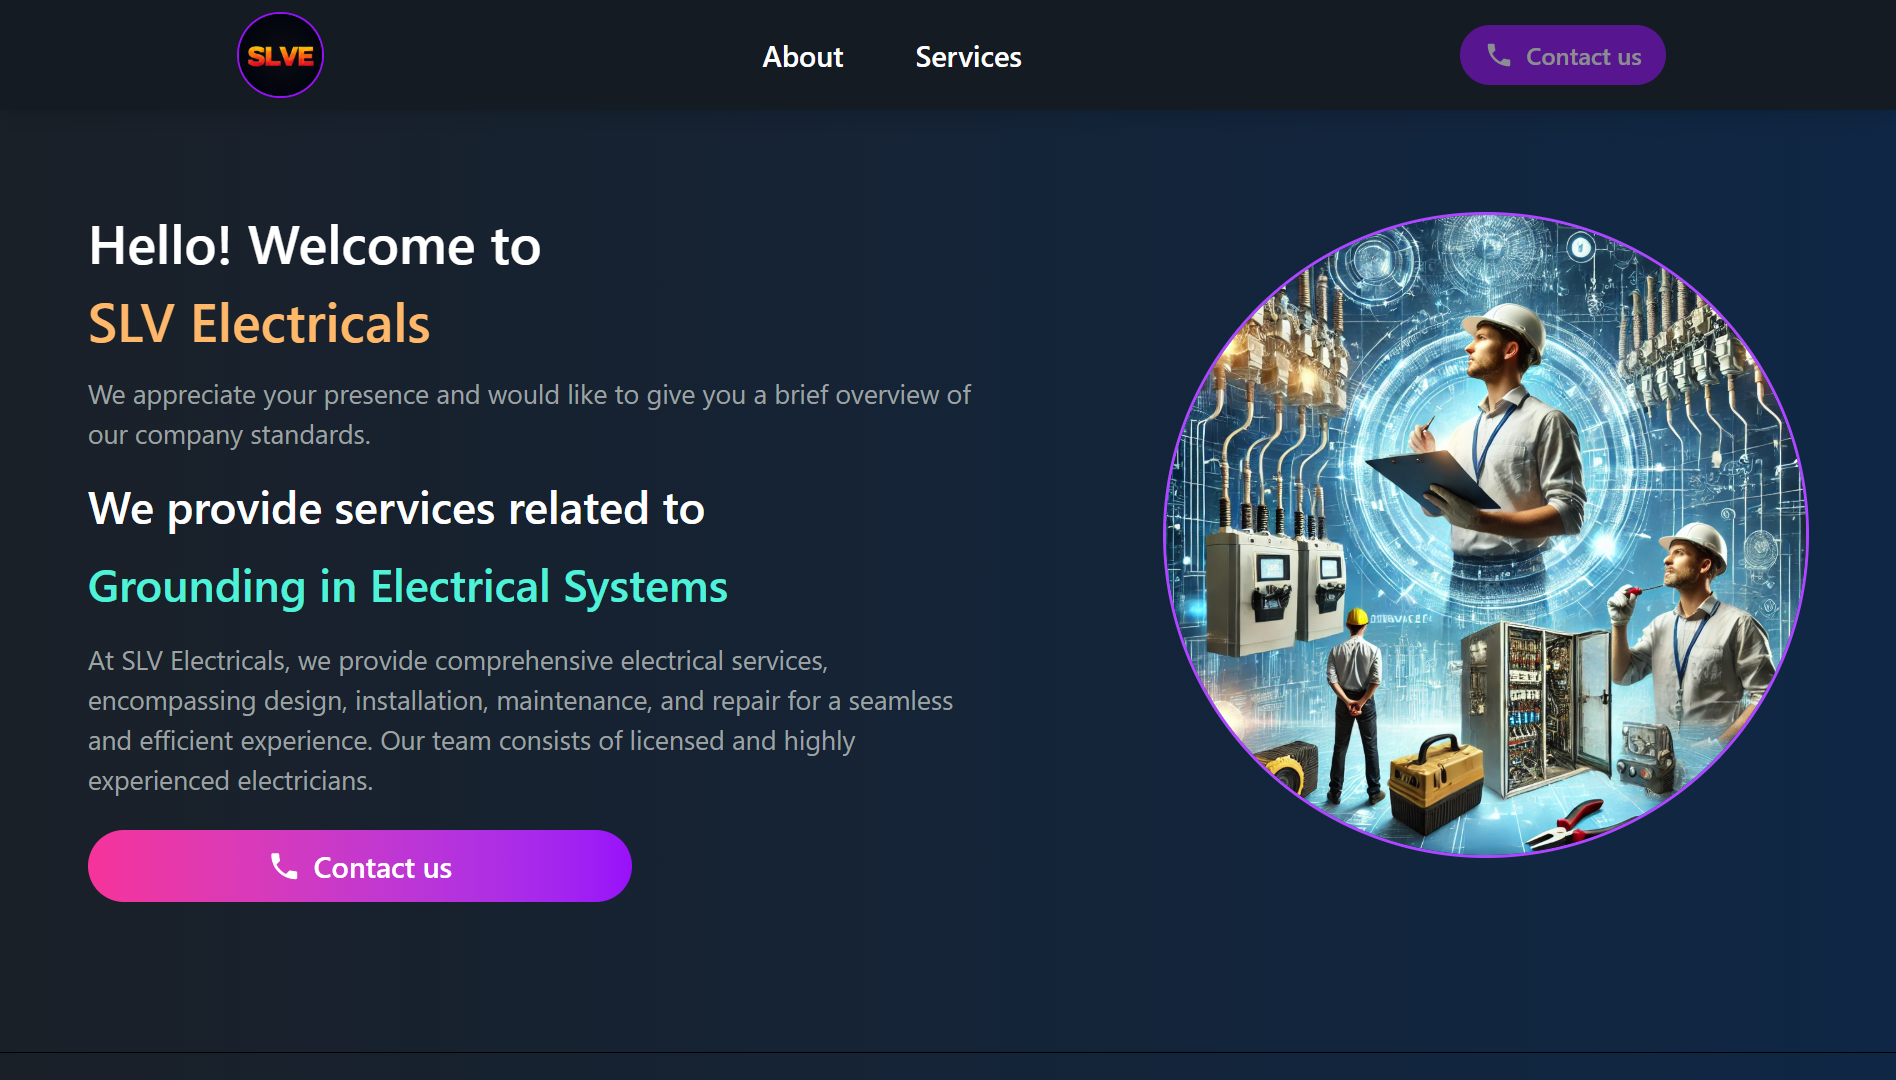 SLVE
About
Services
Contact us
Hello! Welcome to
SLV Electricals
We appreciate your presence and would like to give you a brief overview of
our company standards.
We provide services related to
Grounding in Electrical Systems
At SLV Electricals, we provide comprehensive electrical services,
encompassing design, installation, maintenance, and repair for a seamless
and efficient experience. Our team consists of licensed and highly
experienced electricians.
Contact us